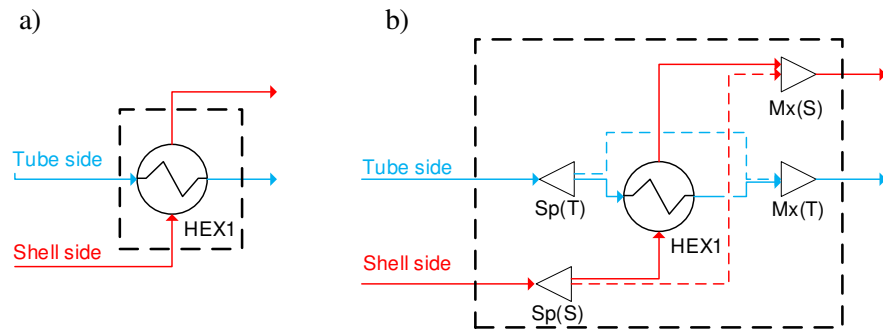 a)
Tube side
HEX1
Shell side
b)
Mx(S)
Tube side
Sp(T)
Mx(T)
HEX1
Shell side
Sp(S)